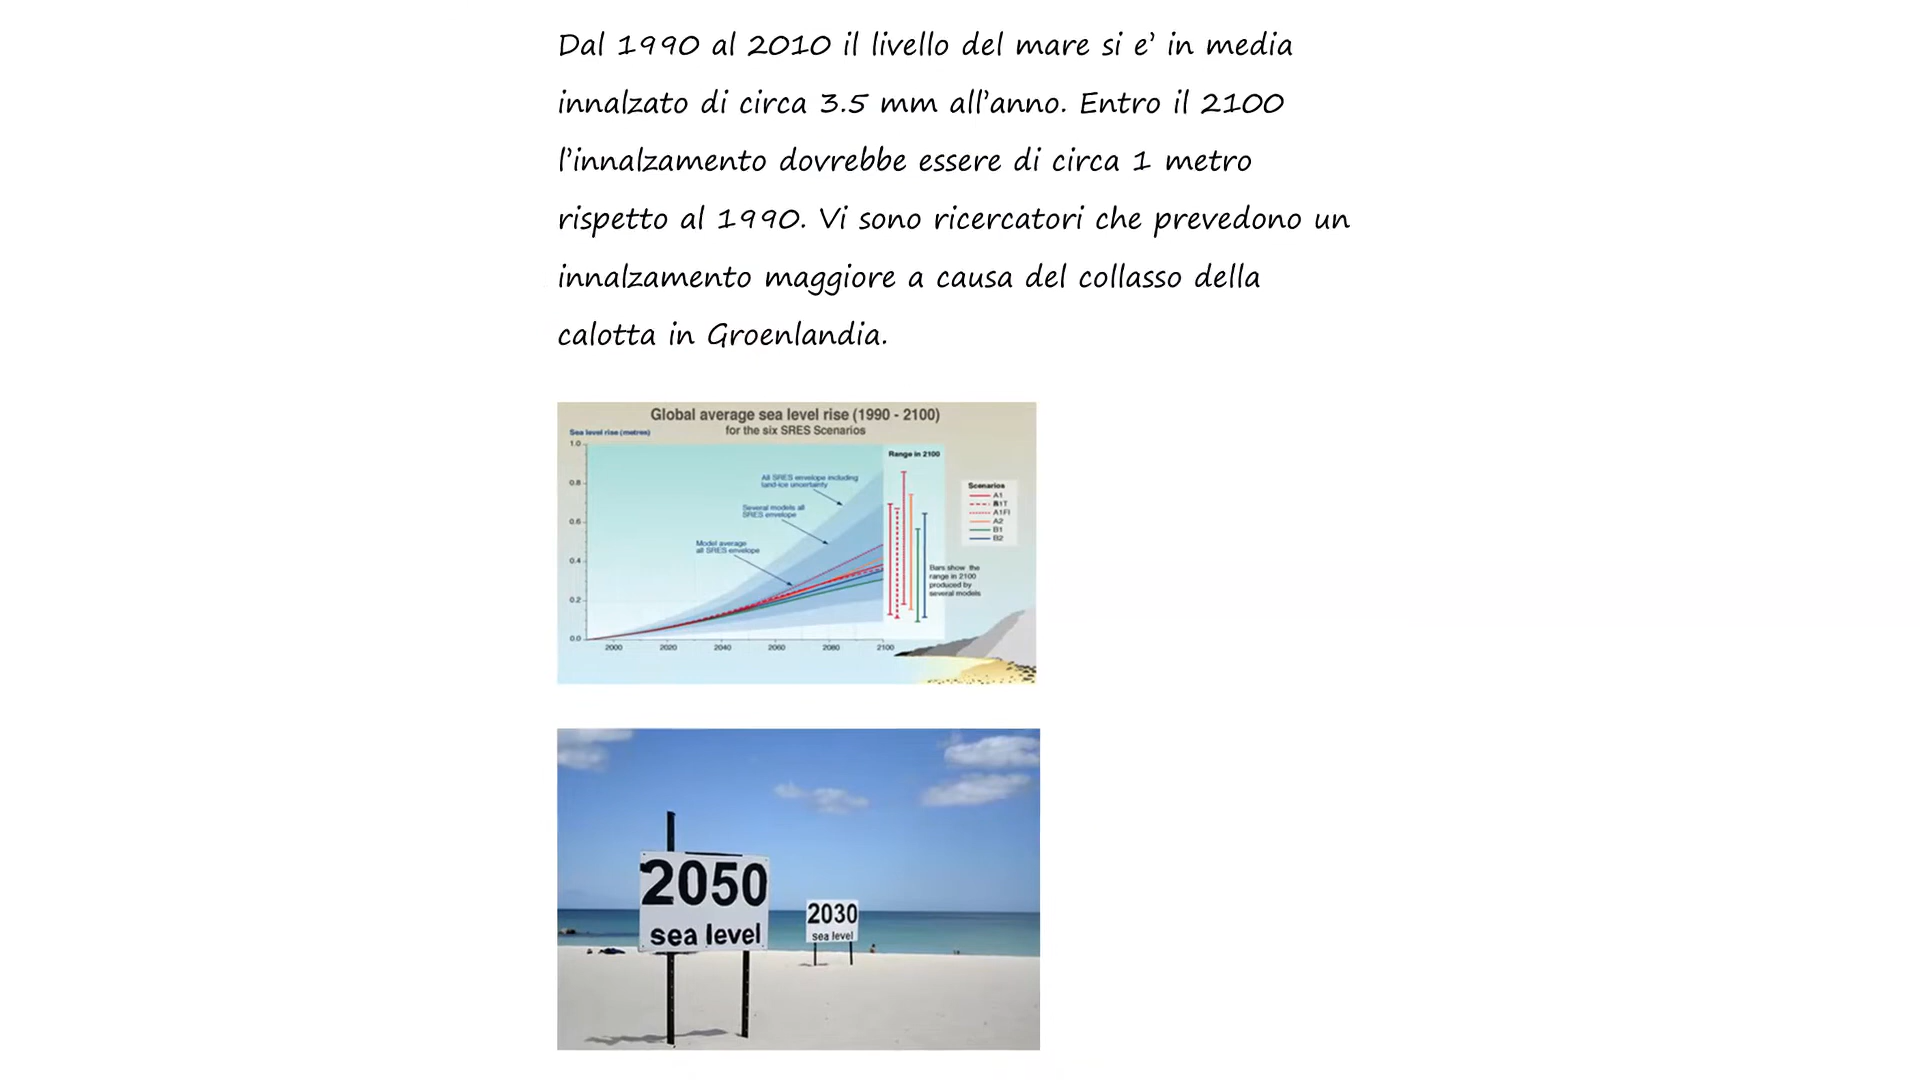 Dal 1990 al 2010 il livello del mare si e' in media
innalzato di circa 3.5 mm all'anno. Entro il 2100
l'innalzamento dovrebbe essere di circa 1 metro
rispetto al 1990. Vi sono ricercatori che prevedono un
innalzamento maggiore a causa del collasso della
calotta in Groenlandia.
Global average sea level rise (1990 - 2100)
for the six SRES Scenarios
Sea level rise (metres)
1.0
0.8
0.6
0.4
0.2
0.0
2000 2020 2040 2060 2080 2100
All SRES envelope including
land-ice uncertainty
Several models all
SRES envelope
Model average
all SRES envelope
Range in 2100
Bars show the
range in 2100
produced by
several models
Scenarios
A1
A1FI
A2
B1
B2
2050
sea level
2030
sea level